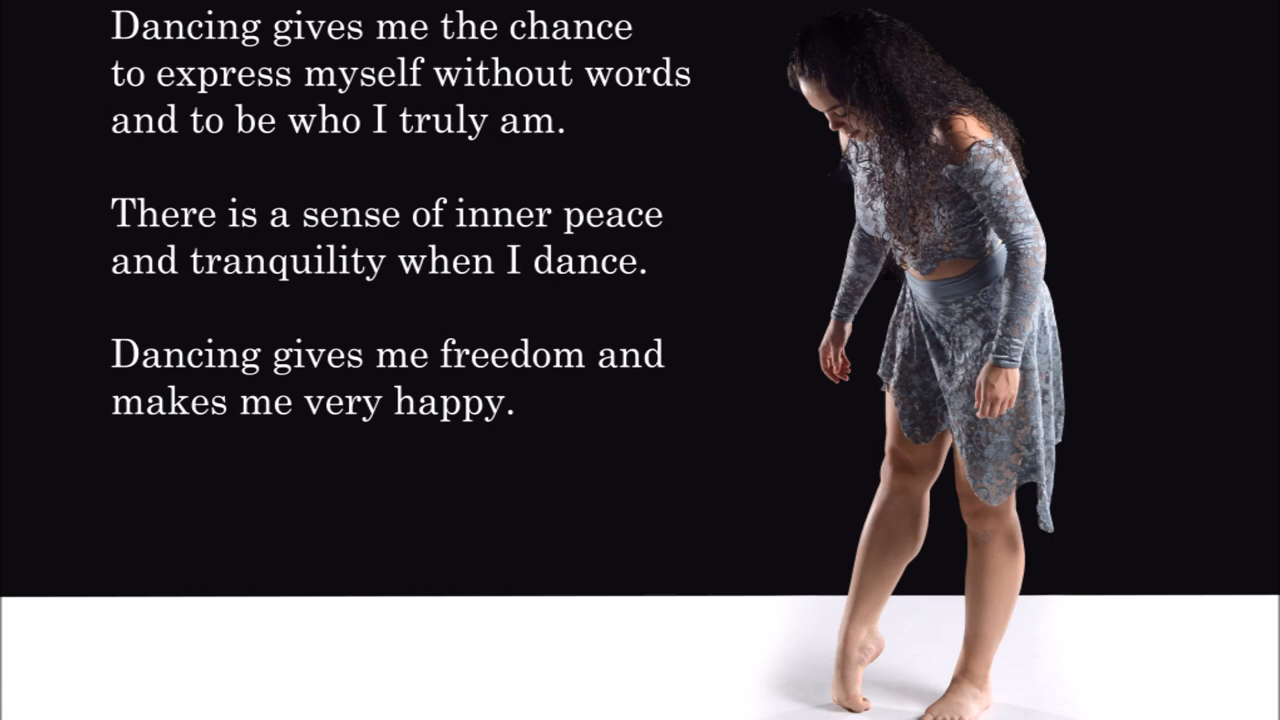 Dancing gives me the chance
to express myself without words
and to be who I truly am.
There is a sense of inner peace
and tranquility when I dance.
Dancing gives me freedom and
makes me very happy.